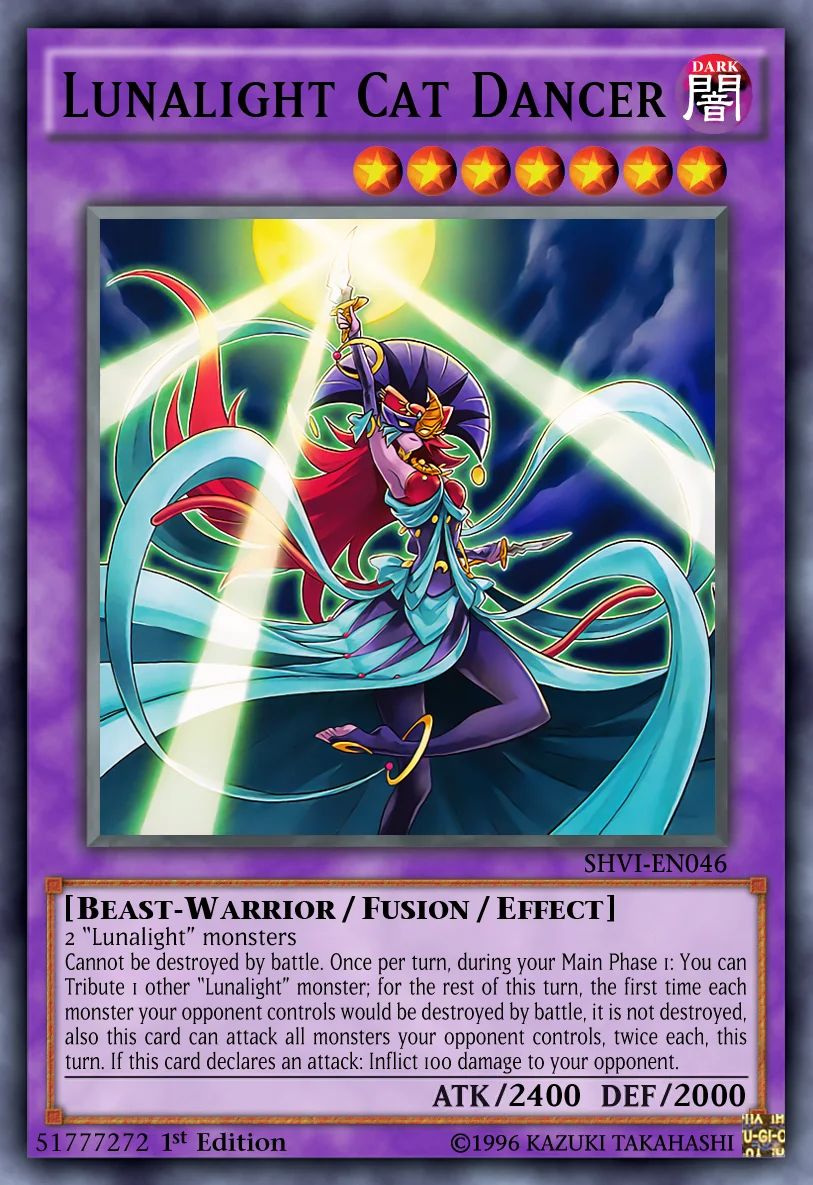 Lunalight Cat Dancer
DARK
闇
SHVI-EN046
[Beast-Warrior / Fusion / Effect]
2 "Lunalight" monsters
Cannot be destroyed by battle. Once per turn, during your Main Phase 1: You can
Tribute 1 other "Lunalight" monster; for the rest of this turn, the first time each
monster your opponent controls would be destroyed by battle, it is not destroyed,
also this card can attack all monsters your opponent controls, twice each, this
turn. If this card declares an attack: Inflict 100 damage to your opponent.
ATK/2400 DEF/2000
51777272 1st Edition
©1996 KAZUKI TAKAHASHI